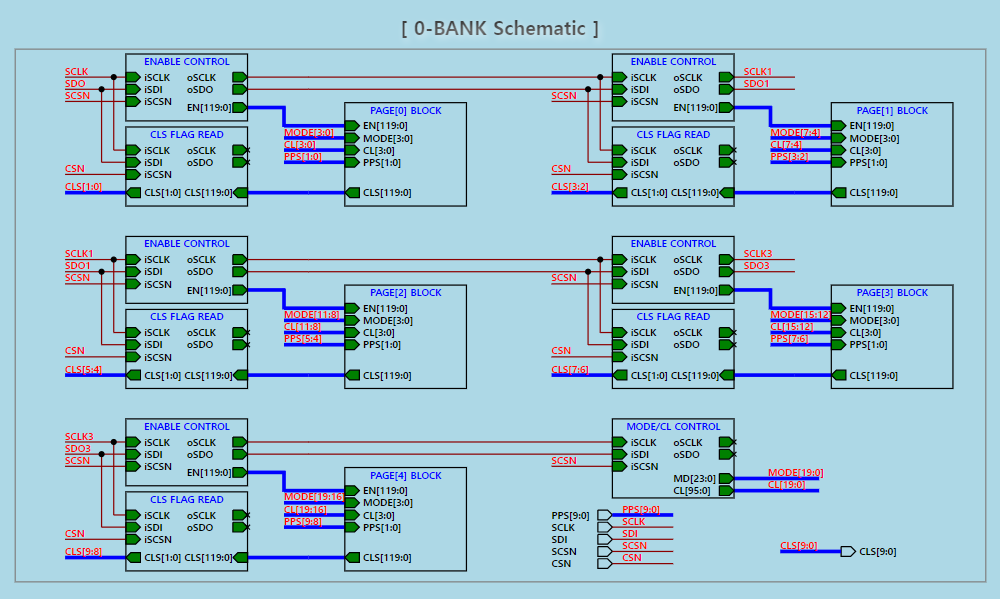 [ 0-BANK Schematic ]
ENABLE CONTROL
SCLK
iSCLK oSCLK
SDO
iSDI oSDO
SCSN
iSCSN
EN[119:0]
CLS FLAG READ
iSCLK oSCLK
iSDI oSDO
CSN
iSCSN
CLS[1:0]
CLS[1:0] CLS[119:0]
PAGE[0] BLOCK
EN[119:0]
MODE[3:0]
MODE[3:0]
CL[3:0]
CL[3:0]
PPS[1:0]
PPS[1:0]
CLS[119:0]
ENABLE CONTROL
iSCLK oSCLK
SCLK1
iSDI oSDO
SDO1
SCSN
iSCSN
EN[119:0]
CLS FLAG READ
iSCLK oSCLK
iSDI oSDO
CSN
iSCSN
CLS[3:2]
CLS[1:0] CLS[119:0]
PAGE[1] BLOCK
EN[119:0]
MODE[7:4]
MODE[3:0]
CL[7:4]
CL[3:0]
PPS[3:2]
PPS[1:0]
CLS[119:0]
ENABLE CONTROL
SCLK1
iSCLK oSCLK
SDO1
iSDI oSDO
SCSN
iSCSN
EN[119:0]
CLS FLAG READ
iSCLK oSCLK
iSDI oSDO
CSN
iSCSN
CLS[5:4]
CLS[1:0] CLS[119:0]
PAGE[2] BLOCK
EN[119:0]
MODE[11:8]
MODE[3:0]
CL[11:8]
CL[3:0]
PPS[5:4]
PPS[1:0]
CLS[119:0]
ENABLE CONTROL
iSCLK oSCLK
SCLK3
iSDI oSDO
SDO3
SCSN
iSCSN
EN[119:0]
CLS FLAG READ
iSCLK oSCLK
iSDI oSDO
CSN
iSCSN
CLS[7:6]
CLS[1:0] CLS[119:0]
PAGE[3] BLOCK
EN[119:0]
MODE[15:12]
MODE[3:0]
CL[15:12]
CL[3:0]
PPS[7:6]
PPS[1:0]
CLS[119:0]
ENABLE CONTROL
SCLK3
iSCLK oSCLK
SDO3
iSDI oSDO
SCSN
iSCSN
EN[119:0]
CLS FLAG READ
iSCLK oSCLK
iSDI oSDO
CSN
iSCSN
CLS[9:8]
CLS[1:0] CLS[119:0]
PAGE[4] BLOCK
EN[119:0]
MODE[19:16]
MODE[3:0]
CL[19:16]
CL[3:0]
PPS[9:8]
PPS[1:0]
CLS[119:0]
MODE/CL CONTROL
iSCLK oSCLK
iSDI oSDO
SCSN
iSCSN
MD[23:0]
MODE[19:0]
CL[95:0]
CL[19:0]
PPS[9:0] PPS[9:0]
SCLK SCLK
SDI SDI
SCSN SCSN
CSN CSN
CLS[9:0] CLS[9:0]